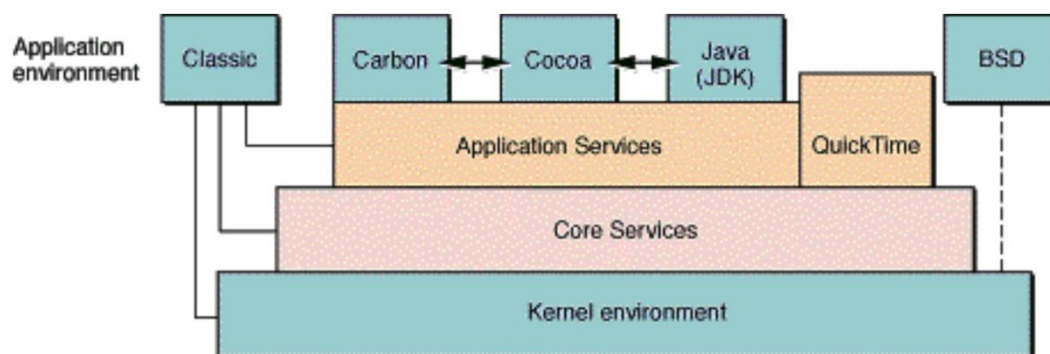 Application
environment
Classic
Carbon
Cocoa
Java
(JDK)
BSD
Application Services
QuickTime
Core Services
Kernel environment